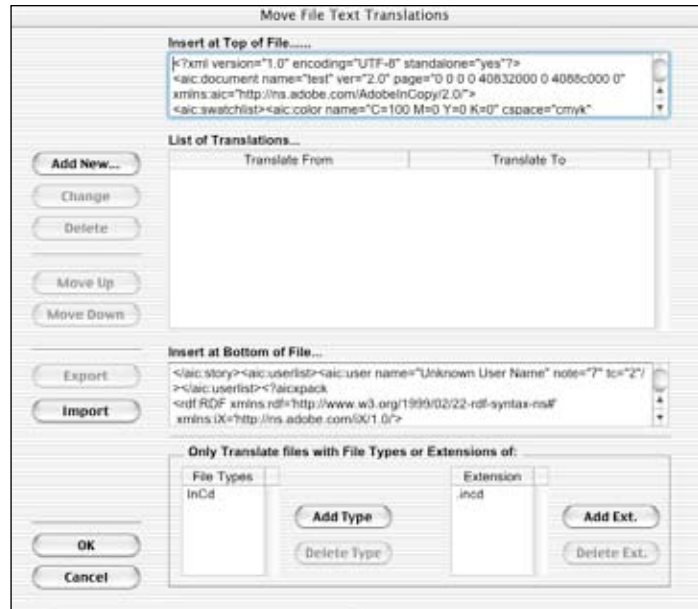 Move File Text Translations
Insert at Top of File......
<?xml version="1.0" encoding="UTF-8" standalone="yes"?>
<aic:document name="test" ver="2.0" page="0 0 0 0 40832000 0 4088c000 0"
xmlns:aic="http://ns.adobe.com/AdobeInCopy/2.0/">
<aic:swatchlist><aic:color name="C=100 M=0 Y=0 K=0" cspace="cmyk"
List of Translations...
Add New...
Translate From Translate To
Change
Delete
Move Up
Move Down
Insert at Bottom of File...
Export
</aic:story><aic:userlist><aic:user name="Unknown User Name" note="7" tc="2"/
></aic:userlist><?aicxpack
Import
<rdf:RDF xmlns:rdf='http://www.w3.org/1999/02/22-rdf-syntax-ns#'
xmlns:iX='http://ns.adobe.com/iX/1.0/'>
Only Translate files with File Types or Extensions of:
File Types Extension
InCd .incd
Add Type Add Ext.
OK
Delete Type Delete Ext.
Cancel